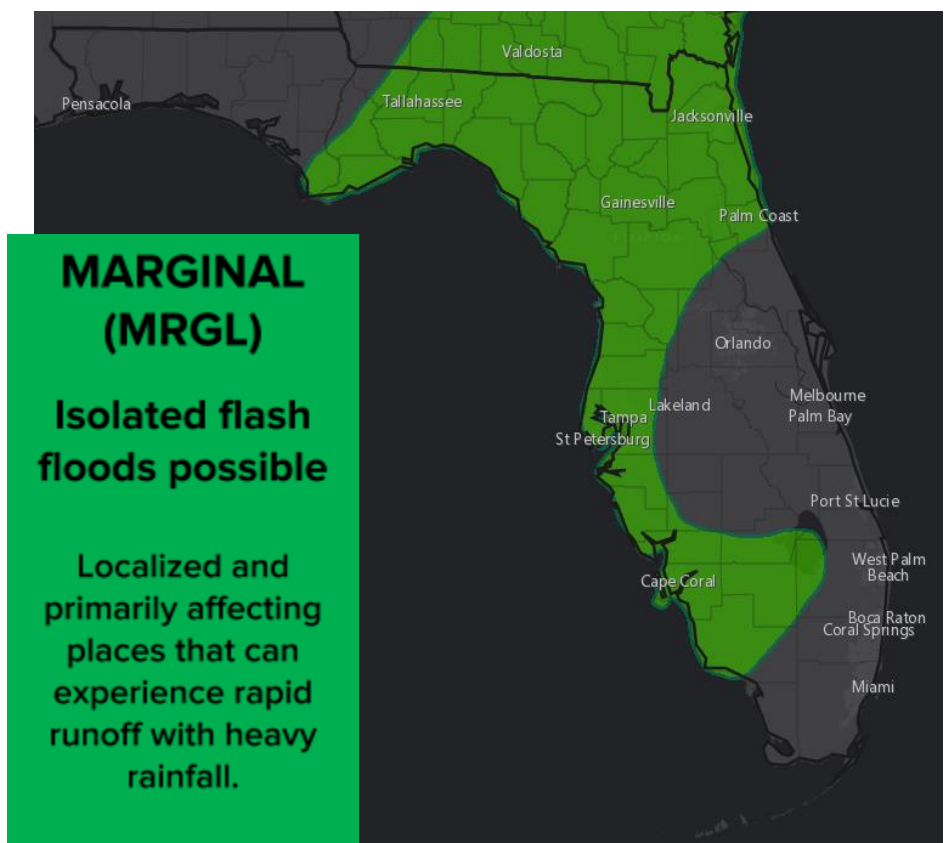 Valdosta
Pensacola
Tallahassee
Jacksonville
Gainesville
Palm Coast
MARGINAL
(MRGL)
Isolated flash
floods possible
Localized and
primarily affecting
places that can
experience rapid
runoff with heavy
rainfall.
Orlando
Melbourne
Lakeland
Palm Bay
Tampa
St Petersburg
Port St Lucie
West Palm
Beach
Cape Coral
Boca Raton
Coral Springs
Miami